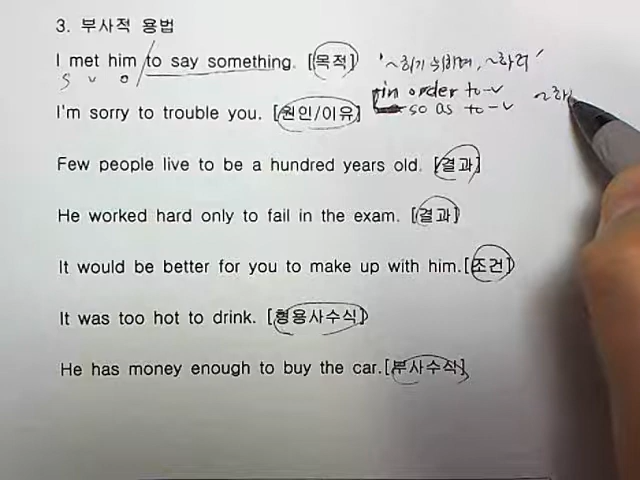 3. 부사적 용법
I met him / to say something. [목적] '~하기 위하여, ~하러'
S V O
in order to-v ~하
I'm sorry to trouble you. [원인/이유] so as to-v
Few people live to be a hundred years old. [결과]
He worked hard only to fail in the exam. [결과]
It would be better for you to make up with him.[조건]
It was too hot to drink. [형용사수식]
He has money enough to buy the car.[부사수식]